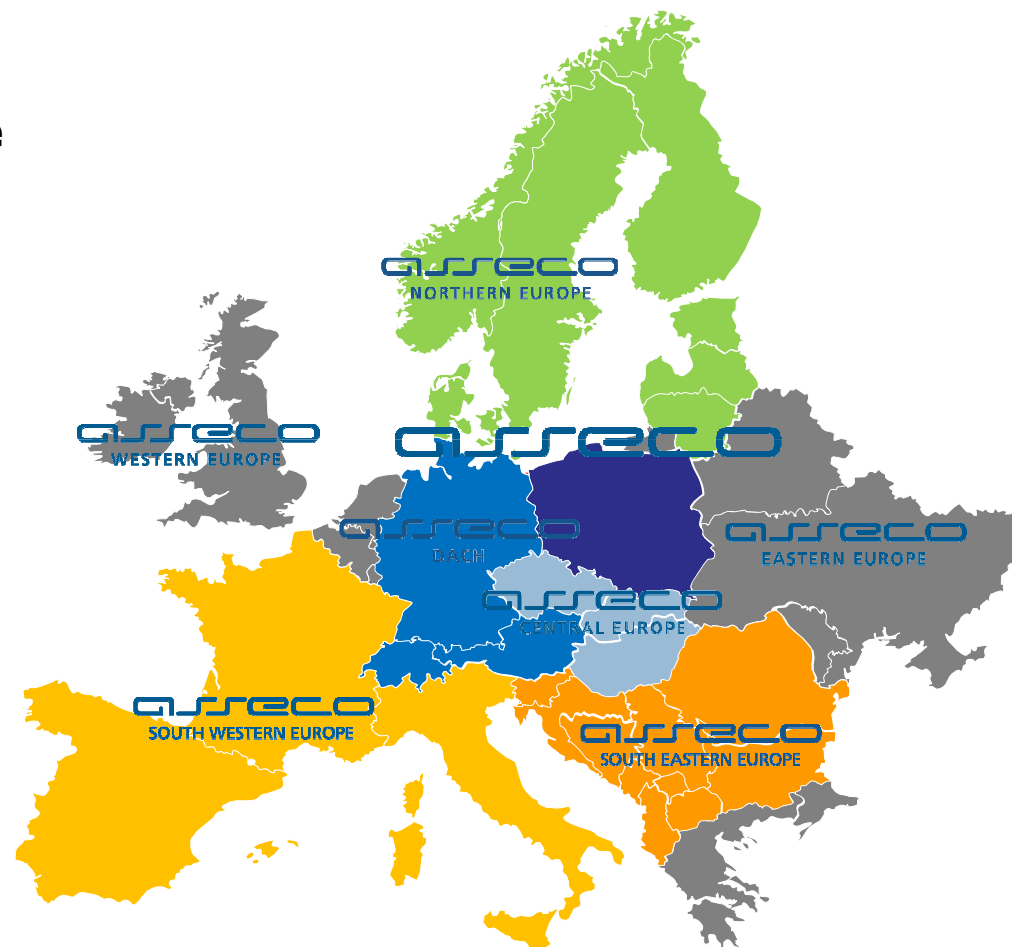 e
asseco
NORTHERN EUROPE
asseco
WESTERN EUROPE
asseco
asseco
DACH
asseco
EASTERN EUROPE
asseco
CENTRAL EUROPE
asseco
SOUTH WESTERN EUROPE
asseco
SOUTH EASTERN EUROPE